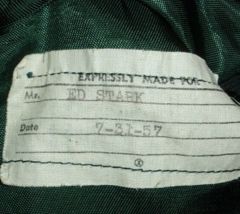 EXPRESSLY MADE FOR
Mr. ED STARK
Date 7-31-57
®